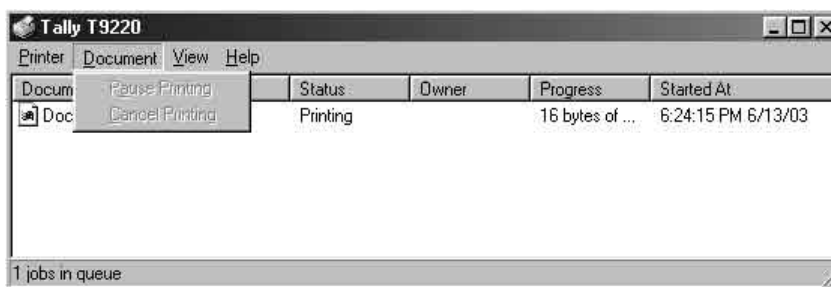 Tally T9220
Printer Document View Help
Docum Status Owner Progress Started At
Pause Printing
Doc Printing 16 bytes of ... 6:24:15 PM 6/13/03
Cancel Printing
1 jobs in queue